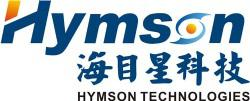 Hymson
海目星科技
HYMSON TECHNOLOGIES